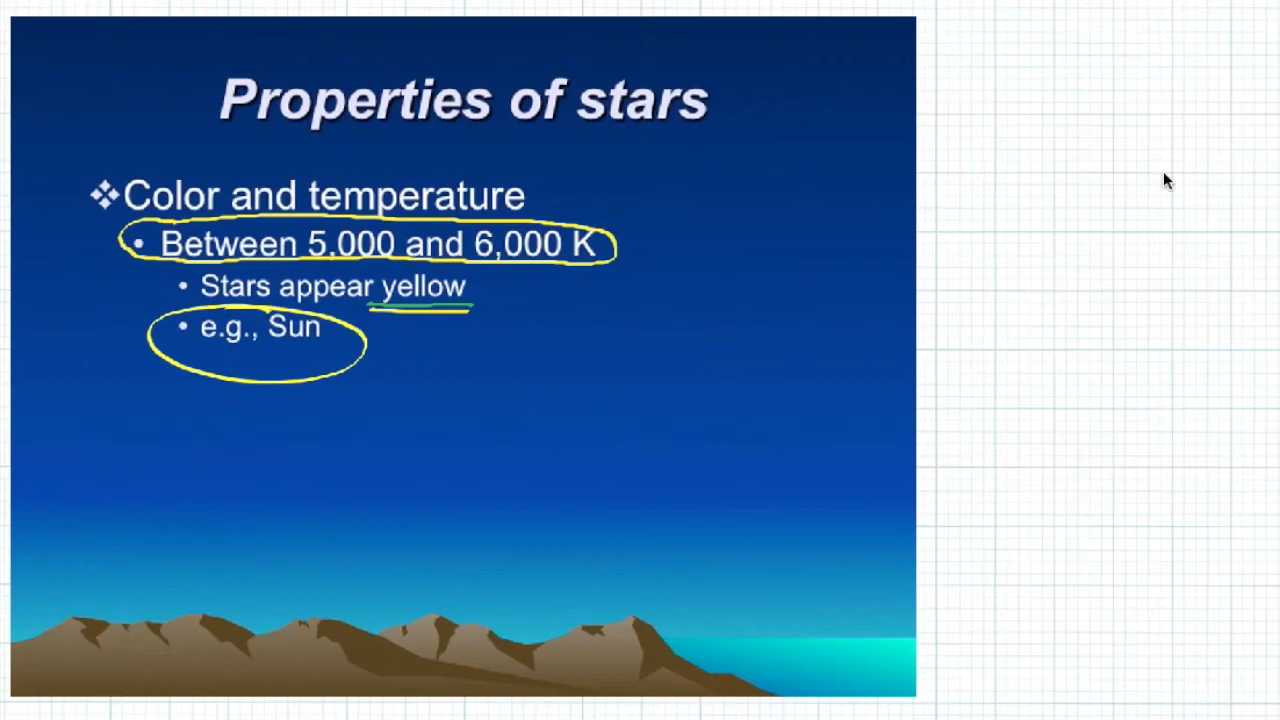 Properties of stars
❖Color and temperature
• Between 5,000 and 6,000 K
• Stars appear yellow
• e.g., Sun